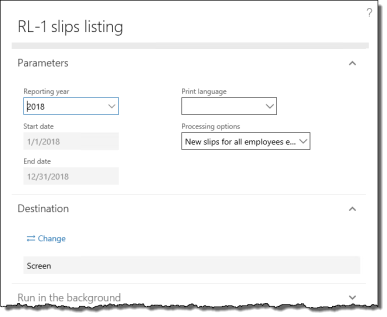 ?
RL-1 slips listing
Parameters
Reporting year
2018
Print language
Start date
1/1/2018
Processing options
New slips for all employees e...
End date
12/31/2018
Destination
Change
Screen
Run in the background